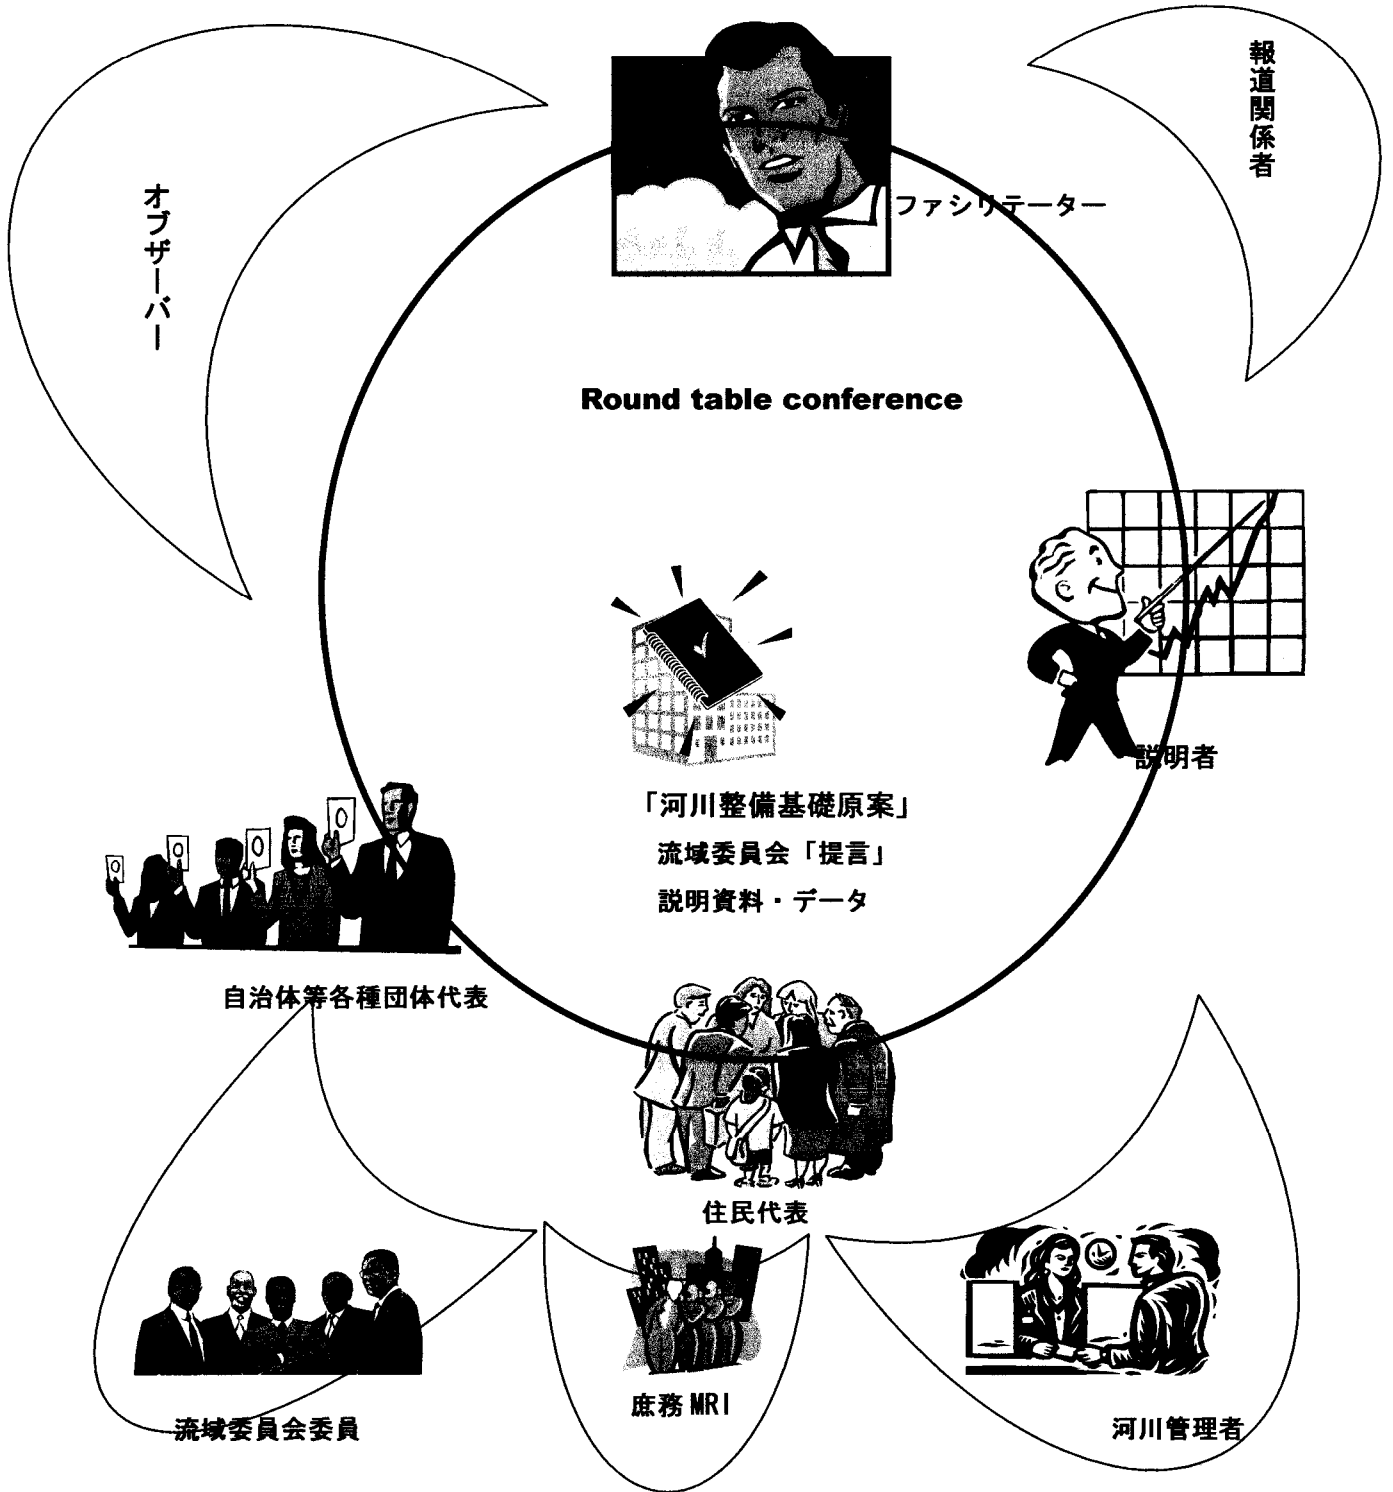 報道関係者
オブザーバー
ファシリテーター
Round table conference
説明者
「河川整備基礎原案」
流域委員会「提言」
説明資料・データ
自治体等各種団体代表
住民代表
庶務 MRI
流域委員会委員
河川管理者